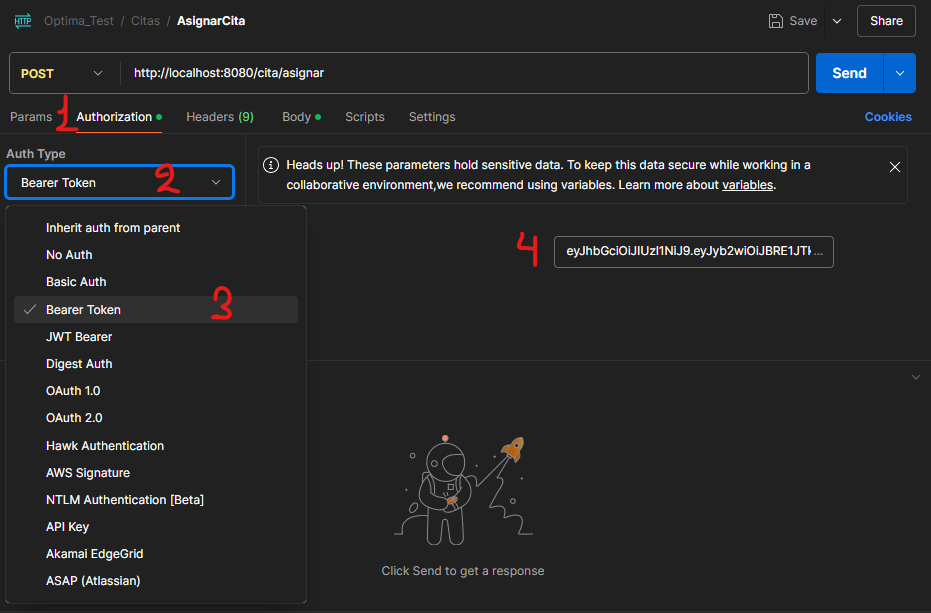 HTTP Optima_Test / Citas / AsignarCita Save Share
POST http://localhost:8080/cita/asignar Send
Params 1 Authorization Headers (9) Body Scripts Settings Cookies
Auth Type
Bearer Token 2
Heads up! These parameters hold sensitive data. To keep this data secure while working in a
collaborative environment,we recommend using variables. Learn more about variables.
Inherit auth from parent
No Auth
Basic Auth
Bearer Token 3
JWT Bearer
Digest Auth
OAuth 1.0
OAuth 2.0
Hawk Authentication
AWS Signature
NTLM Authentication [Beta]
API Key
Akamai EdgeGrid
ASAP (Atlassian)
4
Click Send to get a response